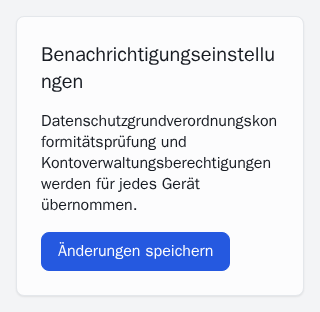 Benachrichtigungseinstellu
ngen
Datenschutzgrundverordnungskon
formitätsprüfung und
Kontoverwaltungsberechtigungen
werden für jedes Gerät
übernommen.
Änderungen speichern